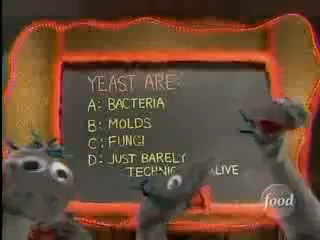 YEAST ARE:
A: BACTERIA
B: MOLDS
C: FUNGI
D: JUST BARELY
ALIVE
food